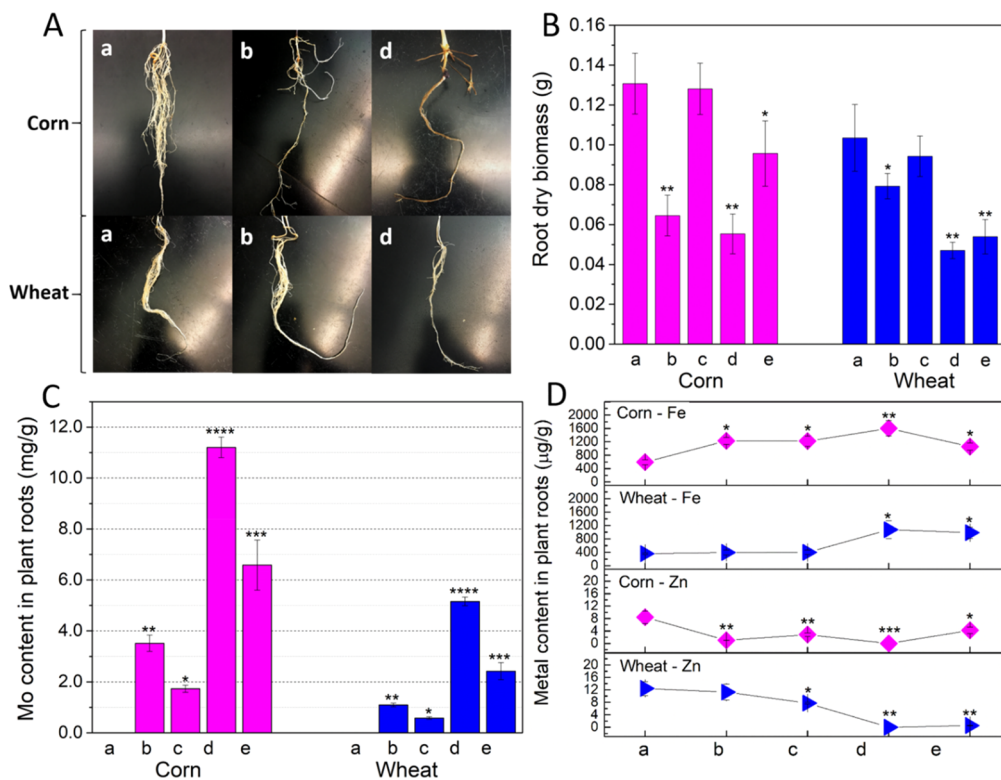 A
a b d
Corn
a b d
Wheat
B
Root dry biomass (g)
0.16
0.14
0.12
0.10
0.08
0.06
0.04
0.02
0.00
** ** * * ** **
a b c d e a b c d e
Corn Wheat
C
Mo content in plant roots (mg/g)
12.0
10.0
8.0
6.0
4.0
2.0
0.0
** * **** *** ** * **** ***
a b c d e a b c d e
Corn Wheat
D
Metal content in plant roots (µg/g)
Corn - Fe
2000
1600
1200
800
400
0
* * ** *
Wheat - Fe
2000
1600
1200
800
400
0
* *
Corn - Zn
20
16
12
8
4
0
** ** *** *
Wheat - Zn
20
16
12
8
4
0
* ** **
a b c d e